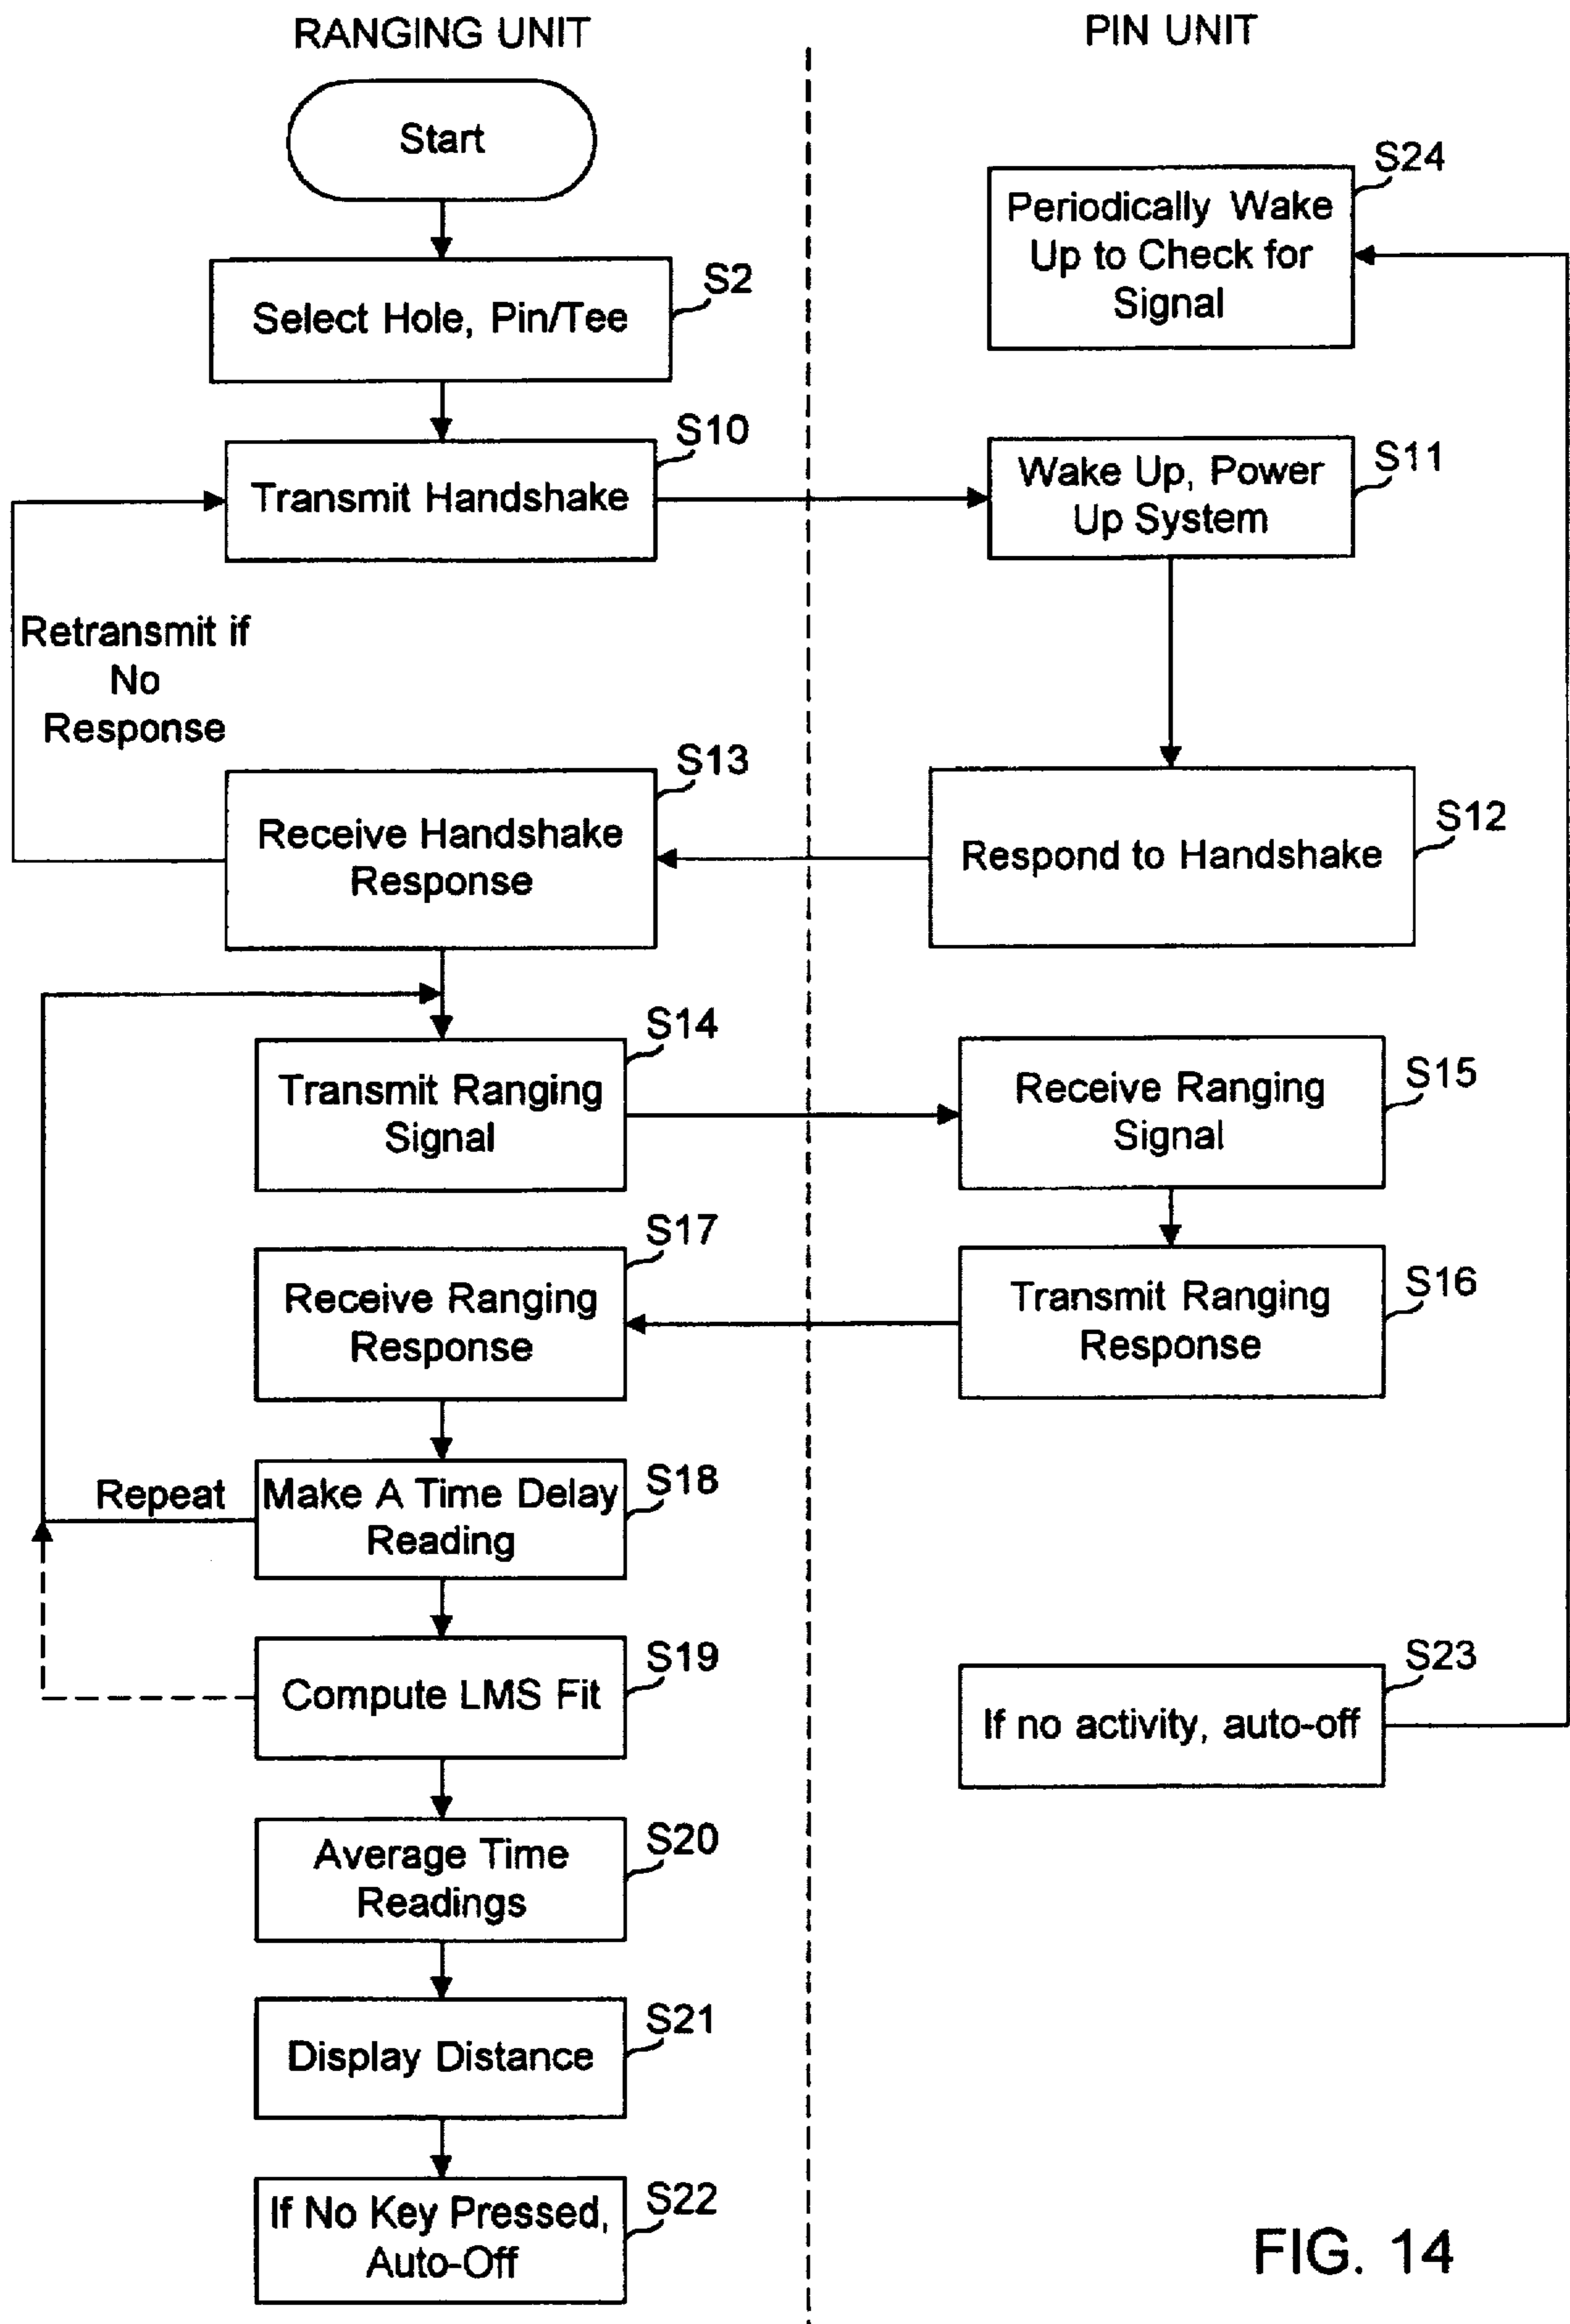 RANGING UNIT
PIN UNIT
Start
S24
Periodically Wake
Up to Check for
Signal
S2
Select Hole, Pin/Tee
S10
Transmit Handshake
S11
Wake Up, Power
Up System
Retransmit if
No
Response
S13
Receive Handshake
Response
S12
Respond to Handshake
S14
Transmit Ranging
Signal
S15
Receive Ranging
Signal
S17
Receive Ranging
Response
S16
Transmit Ranging
Response
Repeat
S18
Make A Time Delay
Reading
S19
Compute LMS Fit
S23
If no activity, auto-off
S20
Average Time
Readings
S21
Display Distance
S22
If No Key Pressed,
Auto-Off
FIG. 14